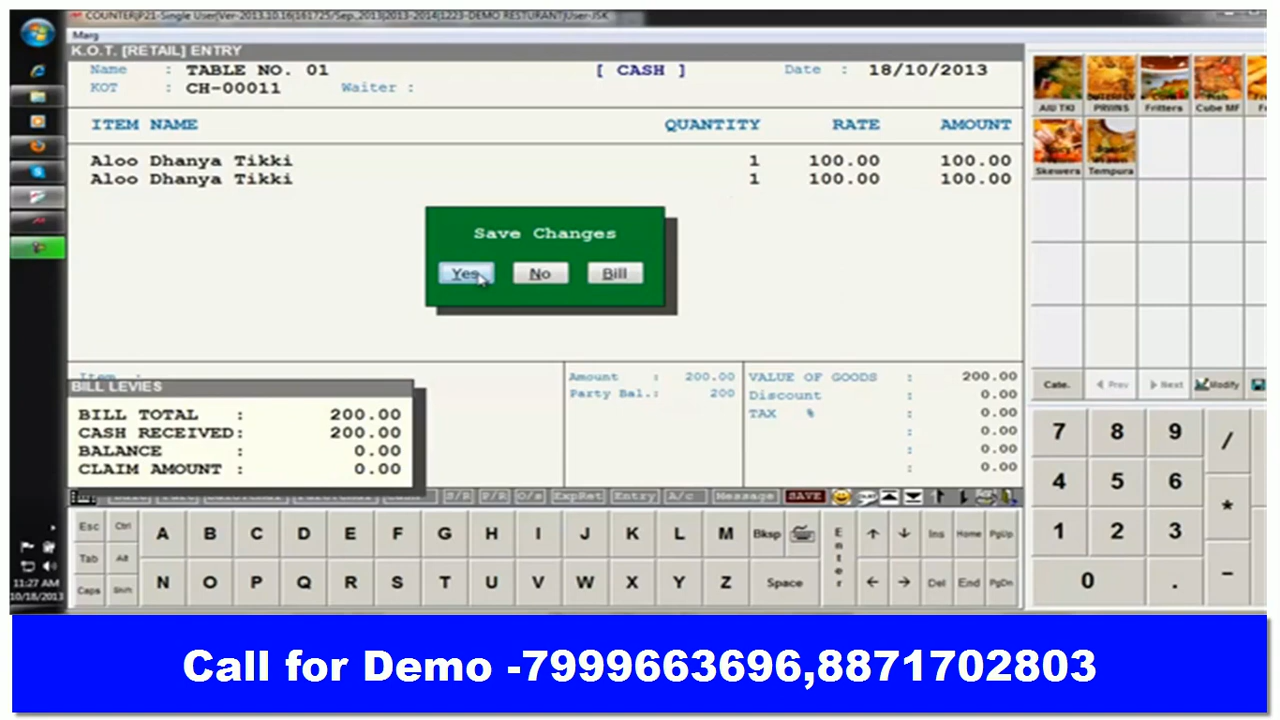 COUNTER|P21-Single User|Ver-2013.10.16|161725/Sep.,2013|2013-2014|1223-DEMO RESTURANT|User-JSK
Marg
K.O.T. [RETAIL] ENTRY
Name : TABLE NO. 01 [ CASH ] Date : 18/10/2013
KOT : CH-00011 Waiter :
ITEM NAME QUANTITY RATE AMOUNT
Aloo Dhanya Tikki 1 100.00 100.00
Aloo Dhanya Tikki 1 100.00 100.00
Save Changes
Yes No Bill
Item :
Amount : 200.00
Party Bal.: 200
VALUE OF GOODS : 200.00
Discount : 0.00
TAX % : 0.00
: 0.00
: 0.00
: 0.00
BILL LEVIES
BILL TOTAL : 200.00
CASH RECEIVED: 200.00
BALANCE : 0.00
CLAIM AMOUNT : 0.00
S/R P/R O/s ExpRet Entry A/c Message SAVE
Esc Ctrl A B C D E F G H I J K L M Bksp Enter Ins Home PgUp
Tab Alt
Caps Shift N O P Q R S T U V W X Y Z Space Del End PgDn
Fritters Cube MF
Skewers Tempura
Cate. Prev Next Modify
7 8 9 /
4 5 6 *
1 2 3
0 . -
11:27 AM
10/18/2013
Call for Demo -7999663696,8871702803